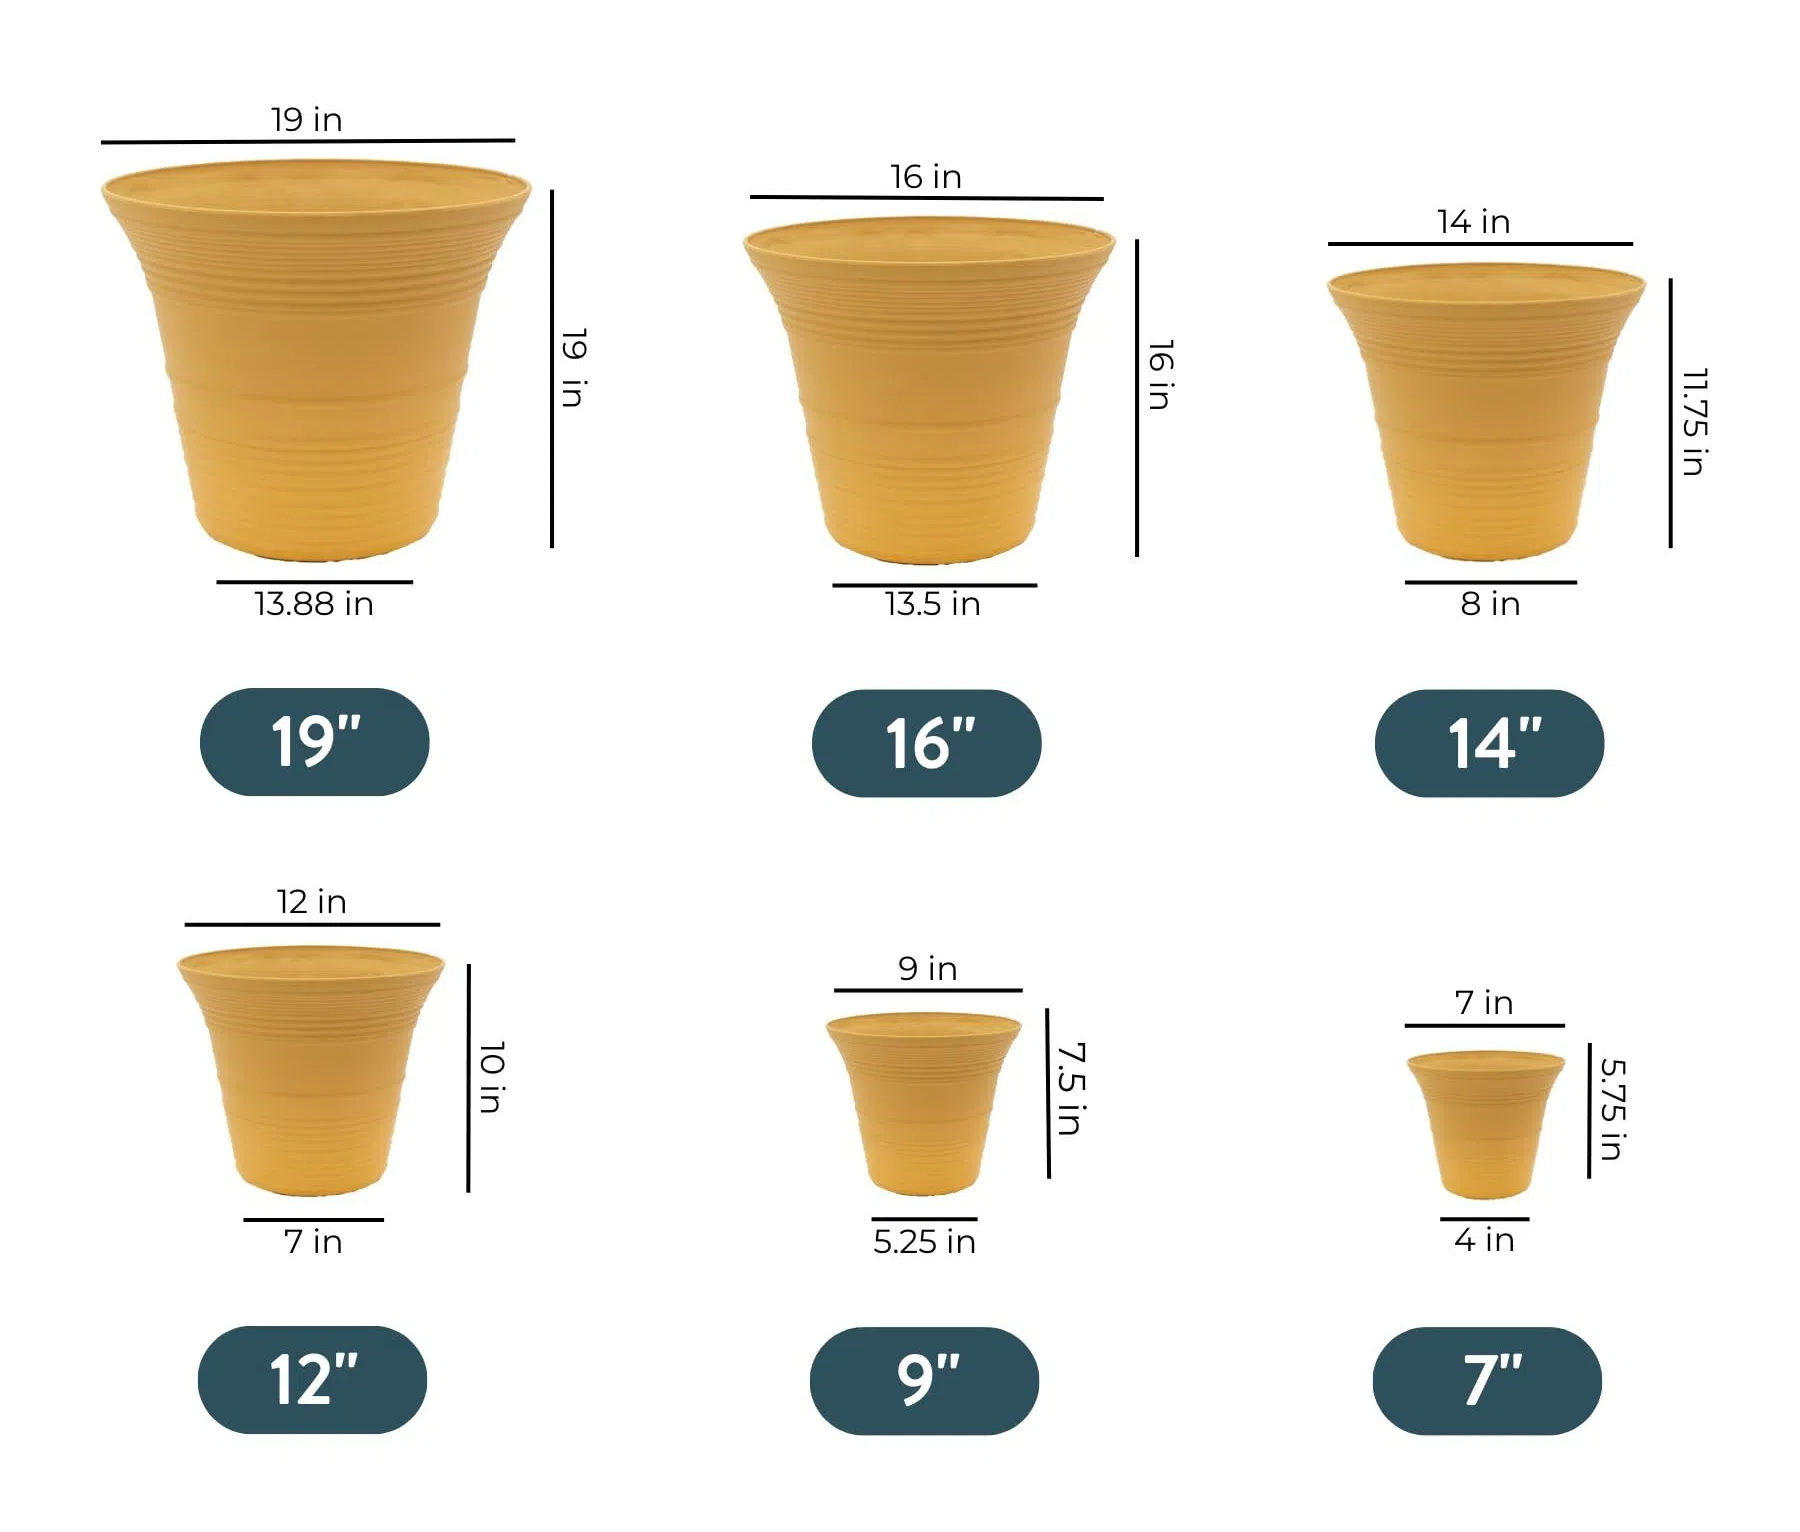 19 in
19 in
13.88 in
19"
16 in
16 in
13.5 in
16"
14 in
11.75 in
8 in
14"
12 in
10 in
7 in
12"
9 in
7.5 in
5.25 in
9"
7 in
5.75 in
4 in
7"